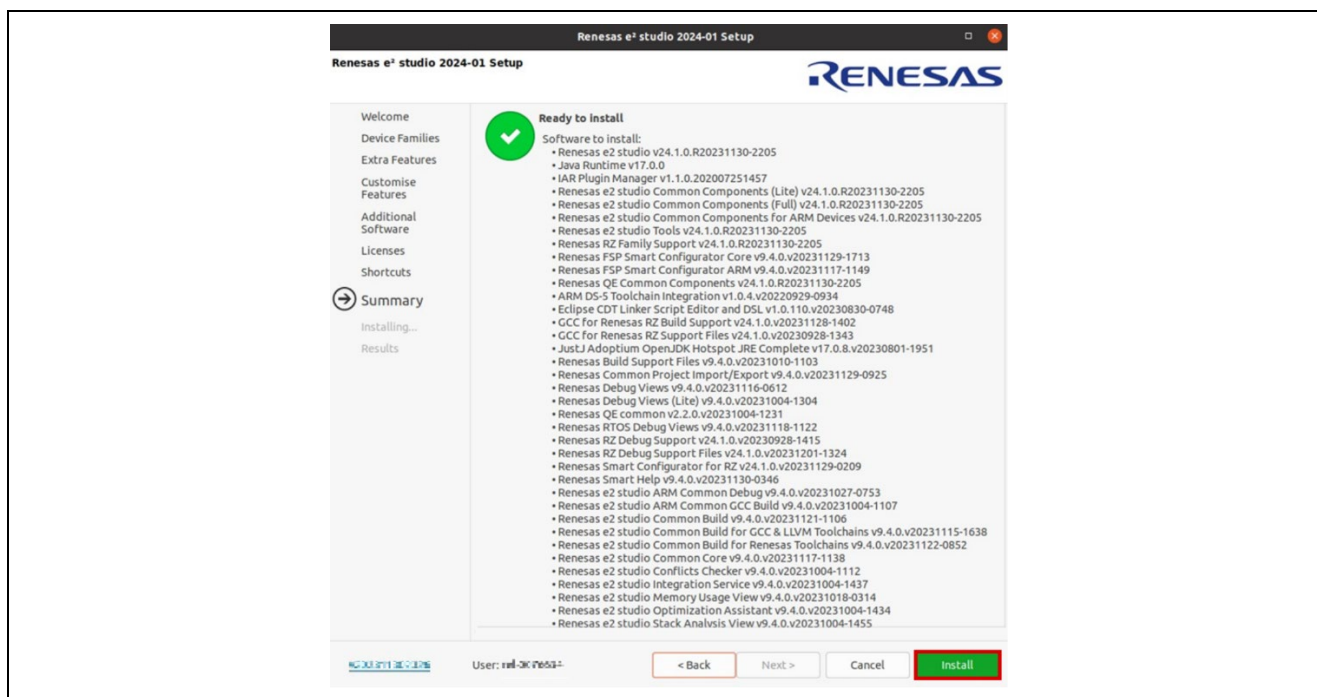 Renesas e² studio 2024-01 Setup
Renesas e² studio 2024-01 Setup
RENESAS
Welcome
Device Families
Extra Features
Customise
Features
Additional
Software
Licenses
Shortcuts
Summary
Installing...
Results
Ready to install
Software to install:
• Renesas e2 studio v24.1.0.R20231130-2205
• Java Runtime v17.0.0
• IAR Plugin Manager v1.1.0.202007251457
• Renesas e2 studio Common Components (Lite) v24.1.0.R20231130-2205
• Renesas e2 studio Common Components (Full) v24.1.0.R20231130-2205
• Renesas e2 studio Common Components for ARM Devices v24.1.0.R20231130-2205
• Renesas e2 studio Tools v24.1.0.R20231130-2205
• Renesas RZ Family Support v24.1.0.R20231130-2205
• Renesas FSP Smart Configurator Core v9.4.0.v20231129-1713
• Renesas FSP Smart Configurator ARM v9.4.0.v20231117-1149
• Renesas QE Common Components v24.1.0.R20231130-2205
• ARM DS-5 Toolchain Integration v1.0.4.v20220929-0934
• Eclipse CDT Linker Script Editor and DSL v1.0.110.v20230830-0748
• GCC for Renesas RZ Build Support v24.1.0.v20231128-1402
• GCC for Renesas RZ Support Files v24.1.0.v20230928-1343
• JustJ Adoptium OpenJDK Hotspot JRE Complete v17.0.8.v20230801-1951
• Renesas Build Support Files v9.4.0.v20231010-1103
• Renesas Common Project Import/Export v9.4.0.v20231129-0925
• Renesas Debug Views v9.4.0.v20231116-0612
• Renesas Debug Views (Lite) v9.4.0.v20231004-1304
• Renesas QE common v2.2.0.v20231004-1231
• Renesas RTOS Debug Views v9.4.0.v20231118-1122
• Renesas RZ Debug Support v24.1.0.v20230928-1415
• Renesas RZ Debug Support Files v24.1.0.v20231201-1324
• Renesas Smart Configurator for RZ v24.1.0.v20231129-0209
• Renesas Smart Help v9.4.0.v20231130-0346
• Renesas e2 studio ARM Common Debug v9.4.0.v20231027-0753
• Renesas e2 studio ARM Common GCC Build v9.4.0.v20231004-1107
• Renesas e2 studio Common Build v9.4.0.v20231121-1106
• Renesas e2 studio Common Build for GCC & LLVM Toolchains v9.4.0.v20231115-1638
• Renesas e2 studio Common Build for Renesas Toolchains v9.4.0.v20231122-0852
• Renesas e2 studio Common Core v9.4.0.v20231117-1138
• Renesas e2 studio Conflicts Checker v9.4.0.v20231004-1112
• Renesas e2 studio Integration Service v9.4.0.v20231004-1437
• Renesas e2 studio Memory Usage View v9.4.0.v20231018-0314
• Renesas e2 studio Optimization Assistant v9.4.0.v20231004-1434
• Renesas e2 studio Stack Analysis View v9.4.0.v20231004-1455
User:
< Back
Next >
Cancel
Install